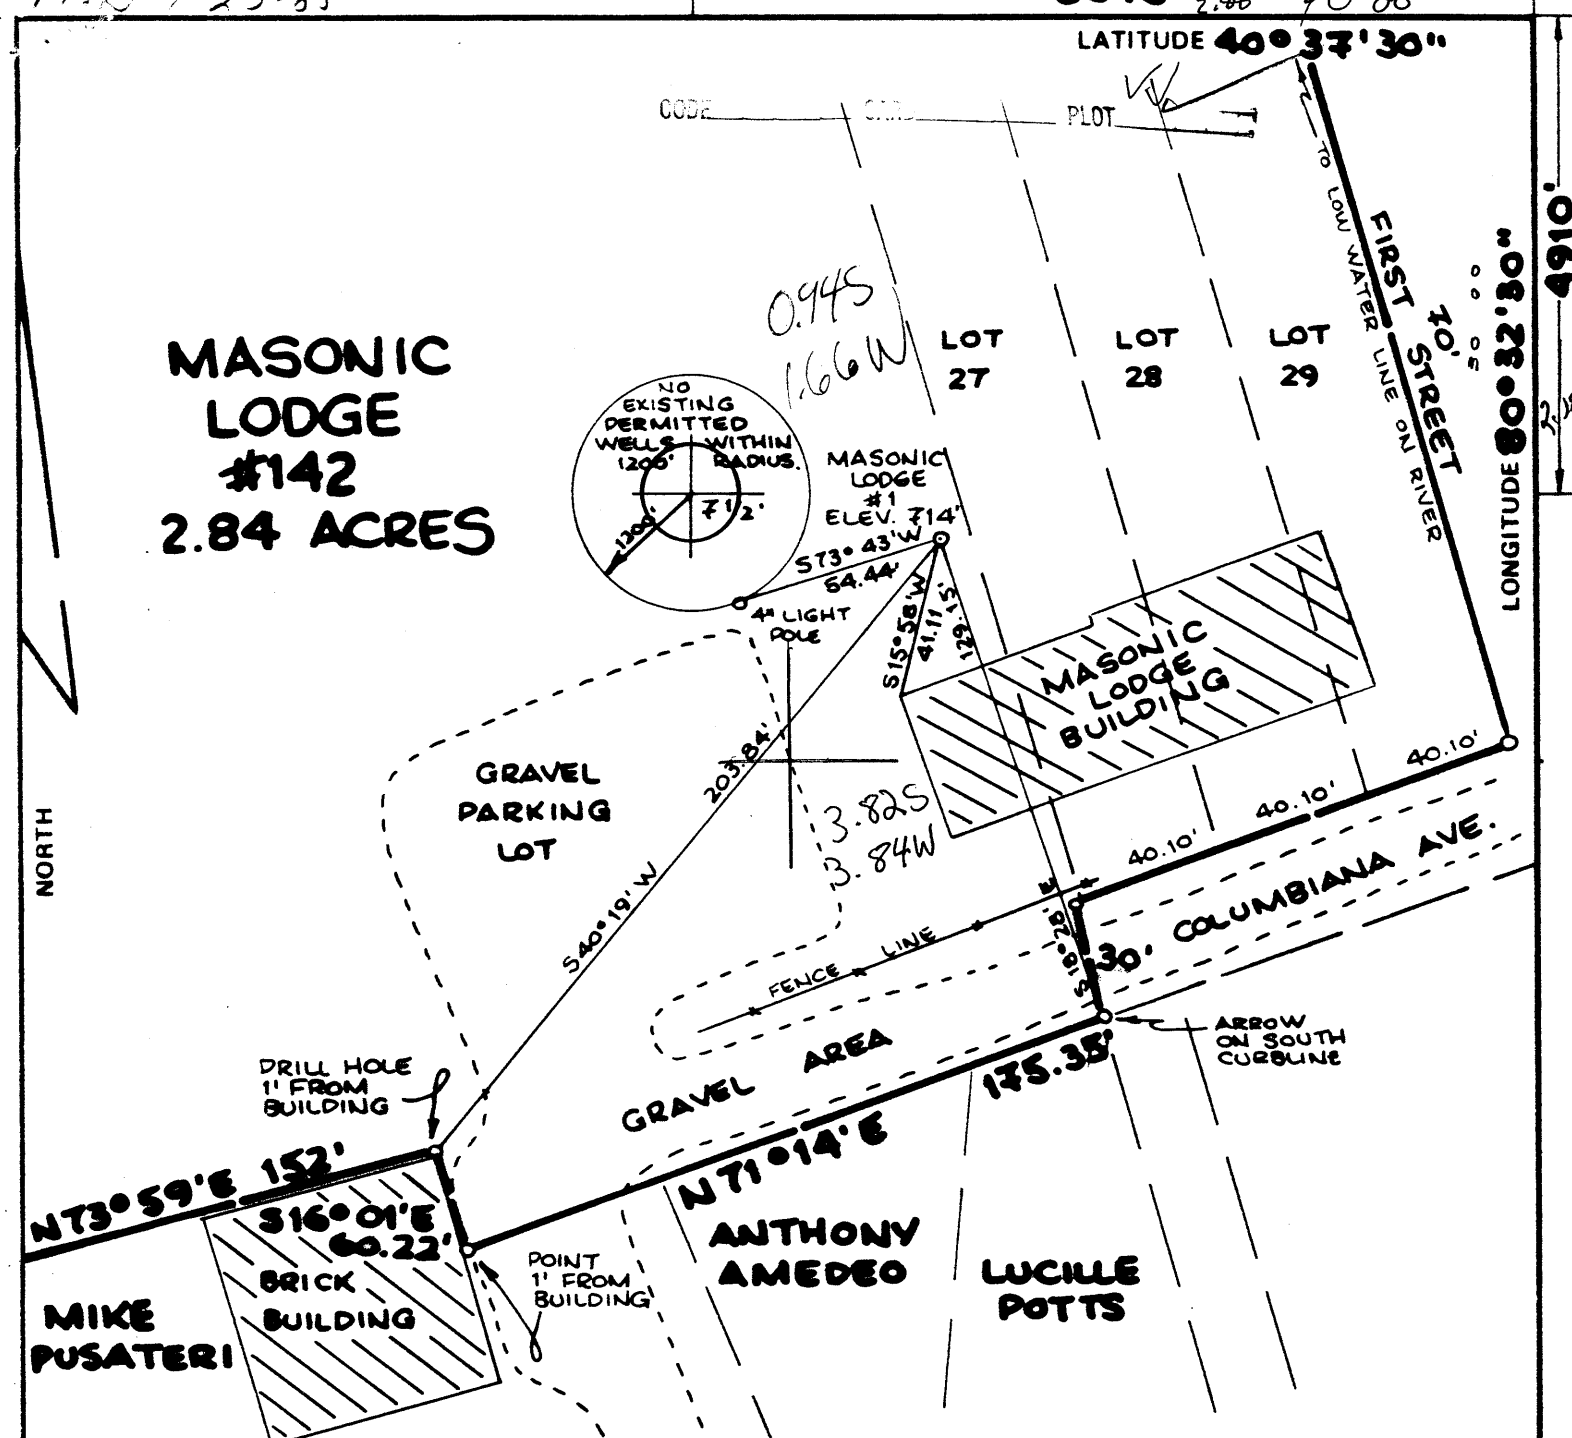 LATITUDE 40° 37' 30"
CODE
CARD
PLOT
TO LOW WATER LINE ON RIVER
FIRST STREET
70'
LONGITUDE 80° 32' 30"
4910'
0.94S
1.66W
MASONIC
LODGE
#142
2.84 ACRES
LOT
27
LOT
28
LOT
29
NO
EXISTING
PERMITTED
WELLS WITHIN
1200' RADIUS.
1200'
7 1/2'
MASONIC
LODGE
#1
ELEV. 714'
S73° 43'W
54.44'
4" LIGHT
POLE
S15° 58'W
41.11
129.15'
MASONIC
LODGE
BUILDING
GRAVEL
PARKING
LOT
203.84'
S40° 19' W
3.82S
3.84W
40.10'
40.10'
40.10'
COLUMBIANA AVE.
NORTH
FENCE LINE
S 18° 28' E
30'
GRAVEL AREA
ARROW
ON SOUTH
CURBLINE
175.35'
DRILL HOLE
1' FROM
BUILDING
N73° 59'E 152'
N 71° 14' E
S16° 01'E
60.22'
BRICK
BUILDING
POINT
1' FROM
BUILDING
ANTHONY
AMEDEO
LUCILLE
POTTS
MIKE
PUSATERI